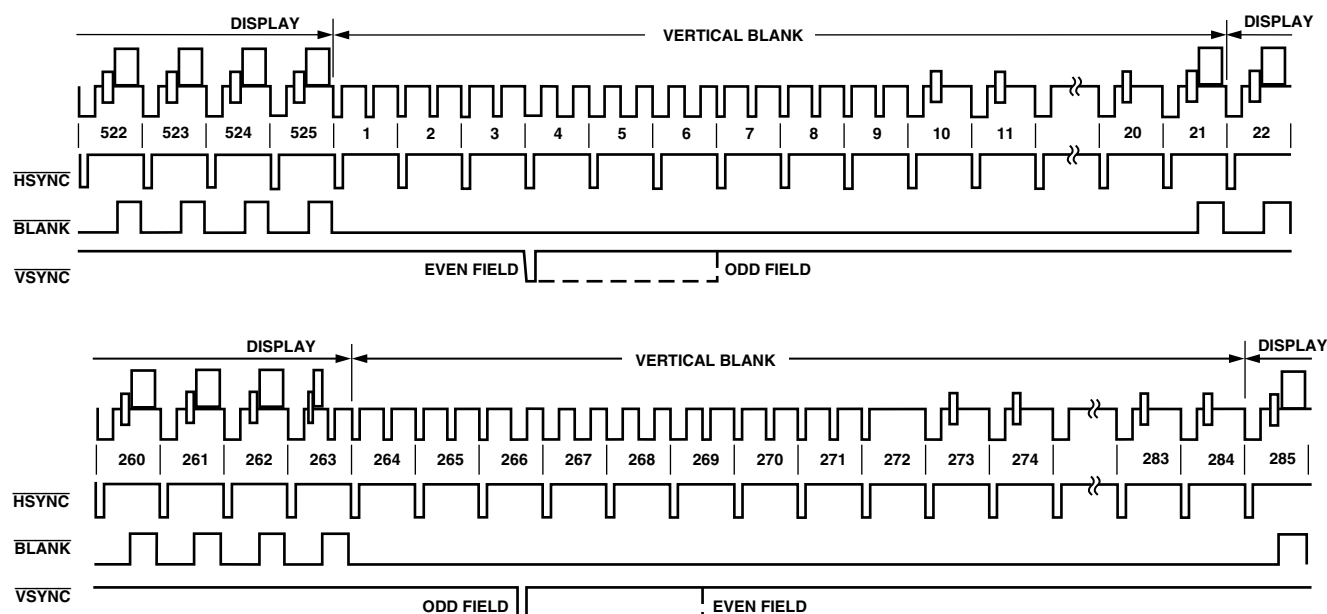 DISPLAY VERTICAL BLANK DISPLAY
522 523 524 525 1 2 3 4 5 6 7 8 9 10 11 20 21 22
HSYNC
BLANK
VSYNC EVEN FIELD ODD FIELD
DISPLAY VERTICAL BLANK DISPLAY
260 261 262 263 264 265 266 267 268 269 270 271 272 273 274 283 284 285
HSYNC
BLANK
VSYNC ODD FIELD EVEN FIELD